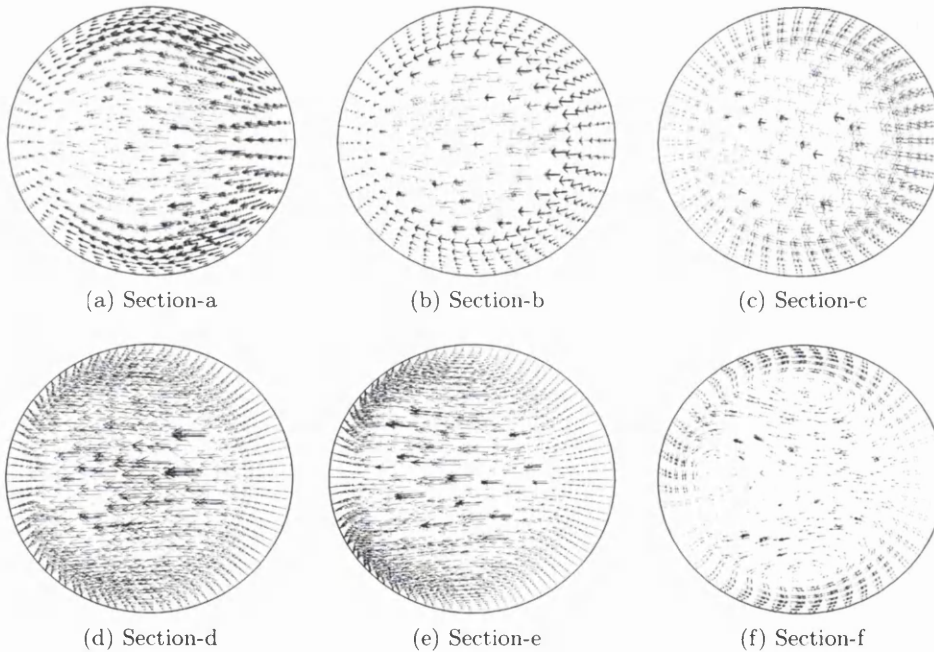 (a) Section-a
(b) Section-b
(c) Section-c
(d) Section-d
(e) Section-e
(f) Section-f